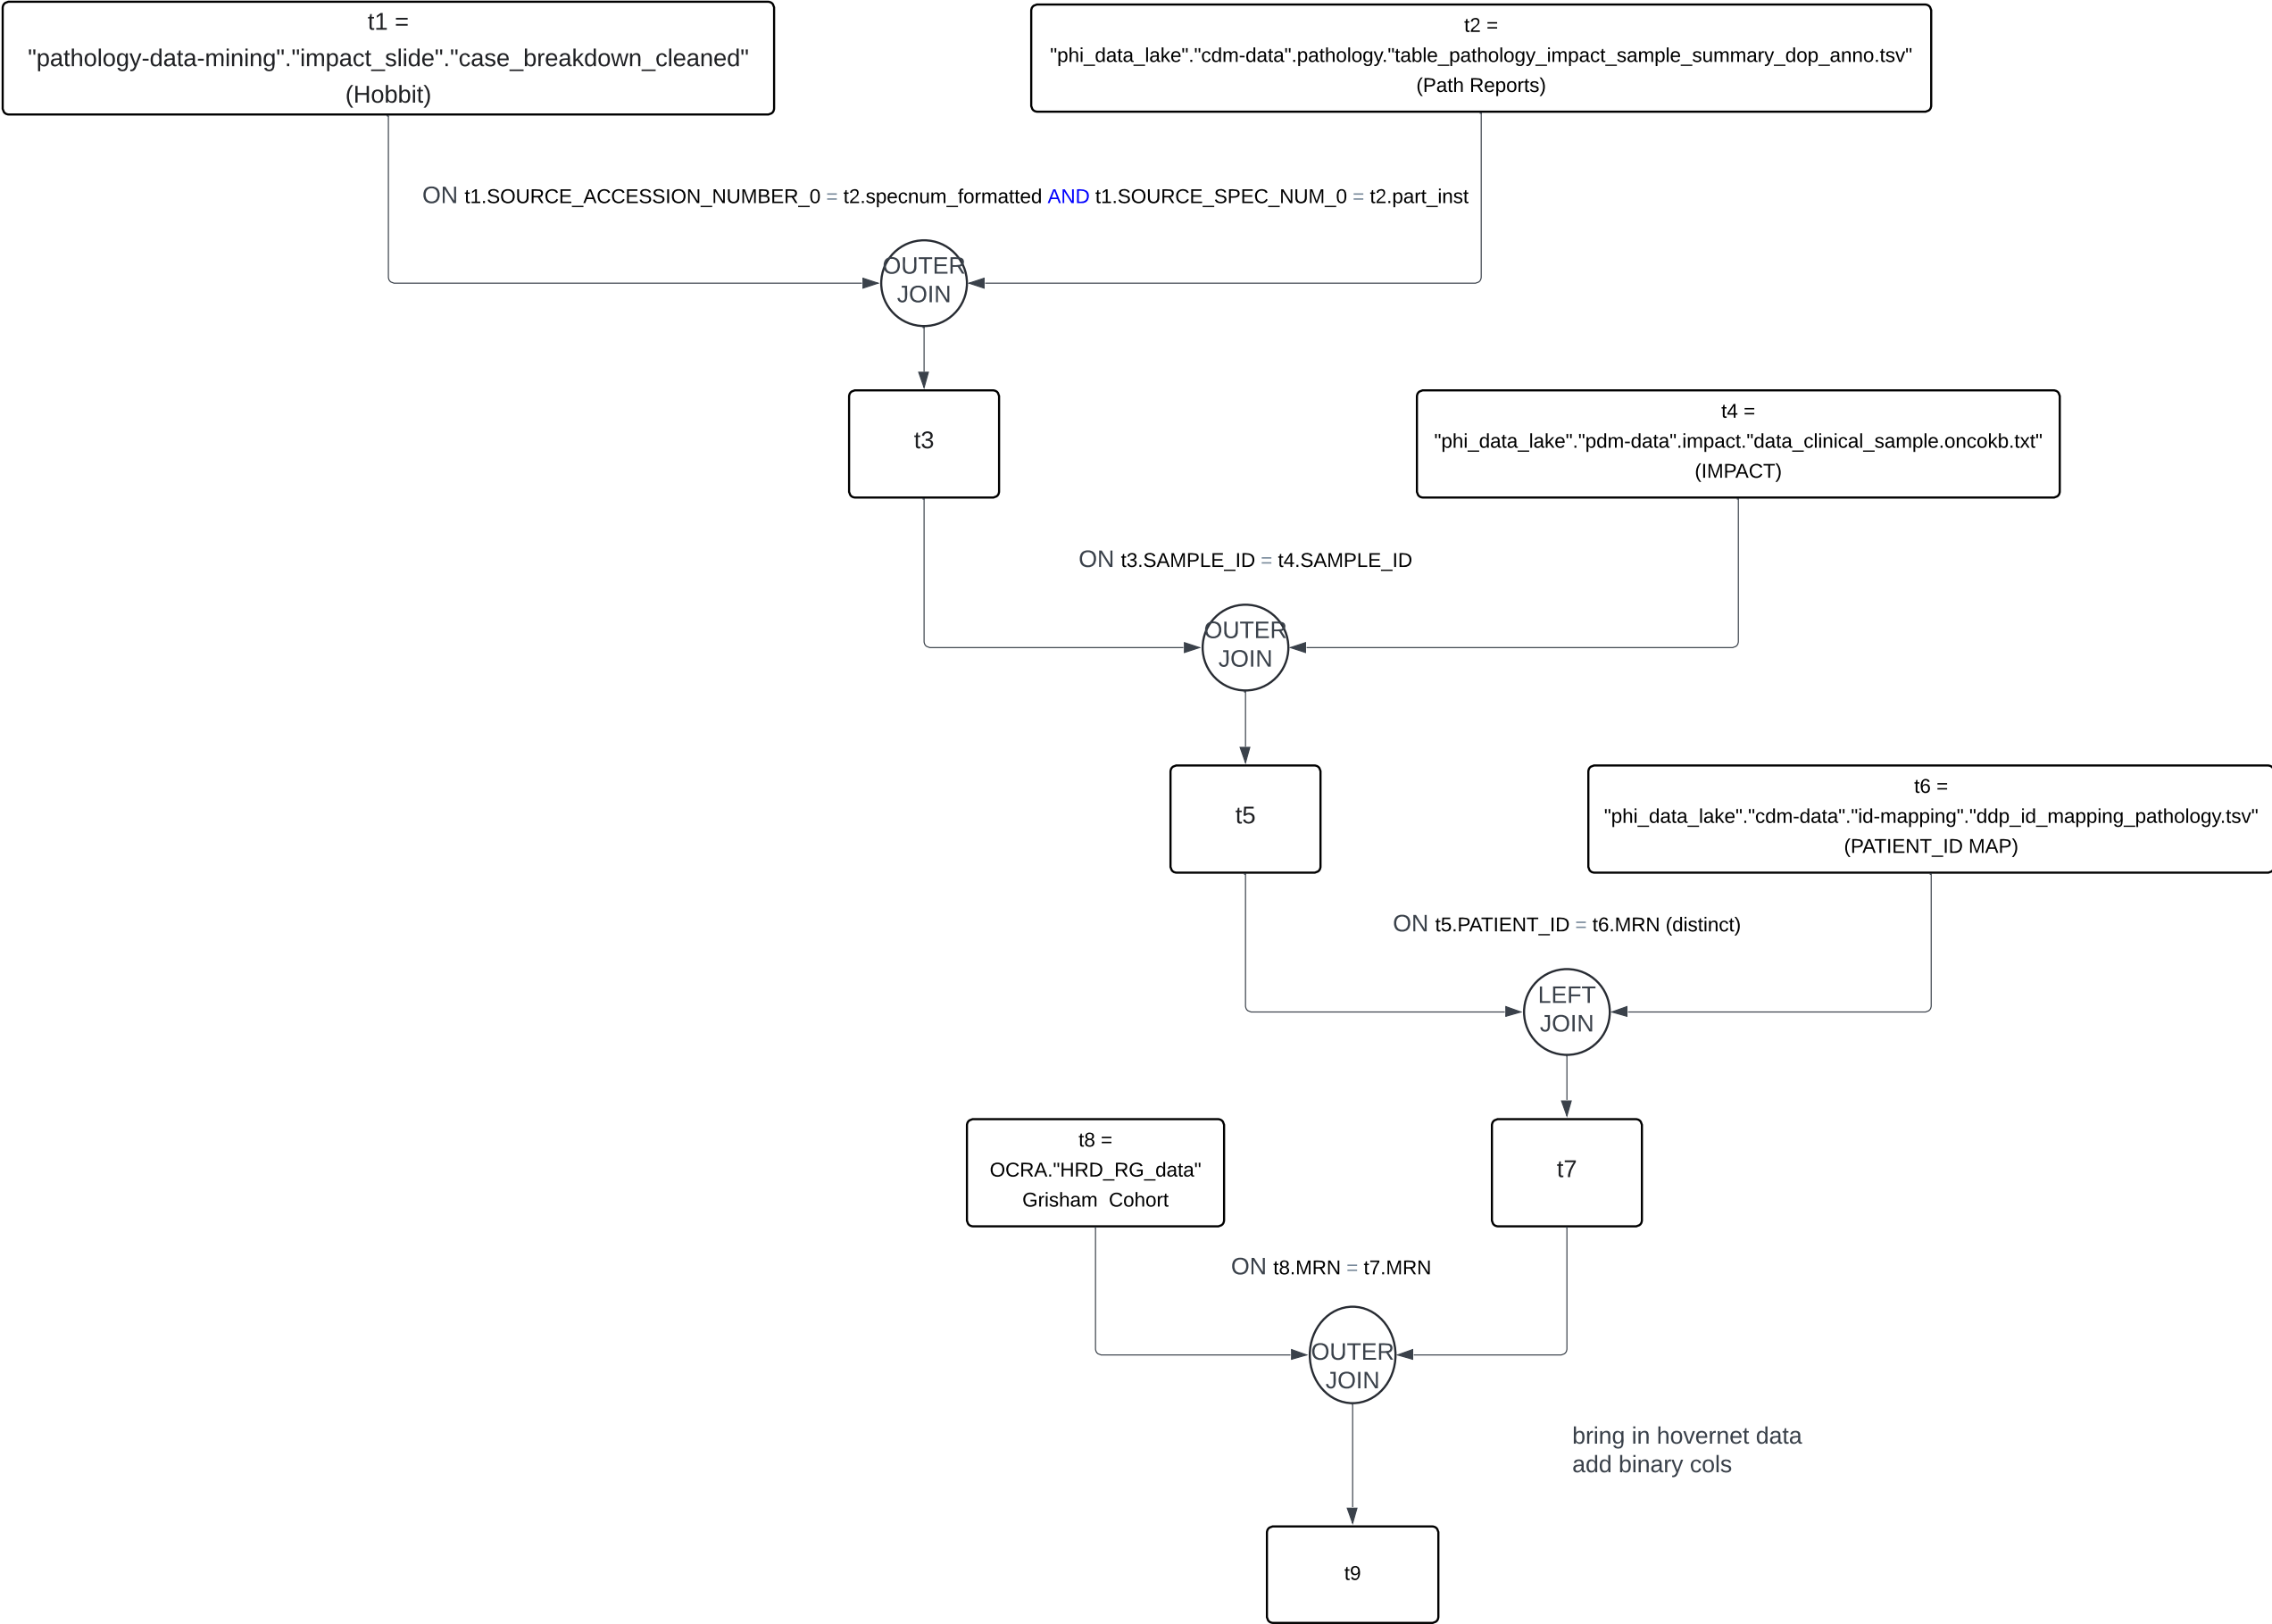 t1 =
"pathology-data-mining"."impact_slide"."case_breakdown_cleaned"
(Hobbit)
t2 =
"phi_data_lake"."cdm-data".pathology."table_pathology_impact_sample_summary_dop_anno.tsv"
(Path Reports)
ON t1.SOURCE_ACCESSION_NUMBER_0 = t2.specnum_formatted AND t1.SOURCE_SPEC_NUM_0 = t2.part_inst
OUTER
JOIN
t3
t4 =
"phi_data_lake"."pdm-data".impact."data_clinical_sample.oncokb.txt"
(IMPACT)
ON t3.SAMPLE_ID = t4.SAMPLE_ID
OUTER
JOIN
t5
t6 =
"phi_data_lake"."cdm-data"."id-mapping"."ddp_id_mapping_pathology.tsv"
(PATIENT_ID MAP)
ON t5.PATIENT_ID = t6.MRN (distinct)
LEFT
JOIN
t8 =
OCRA."HRD_RG_data"
Grisham  Cohort
t7
ON t8.MRN = t7.MRN
OUTER
JOIN
bring in hovernet data
add binary cols
t9